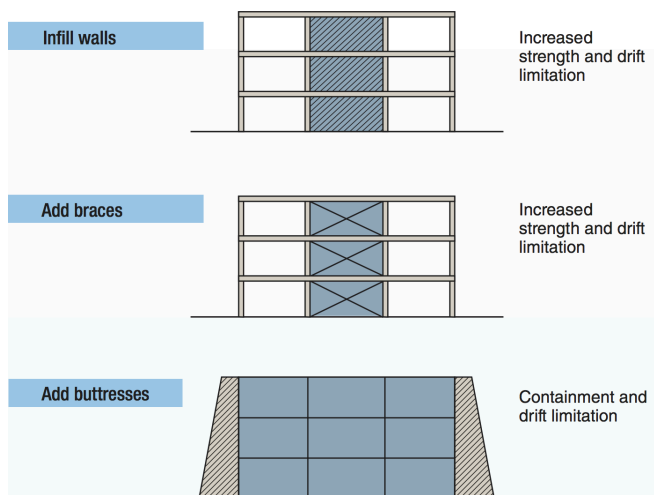 Infill walls
Increased
strength and drift
limitation
Add braces
Increased
strength and drift
limitation
Add buttresses
Containment and
drift limitation